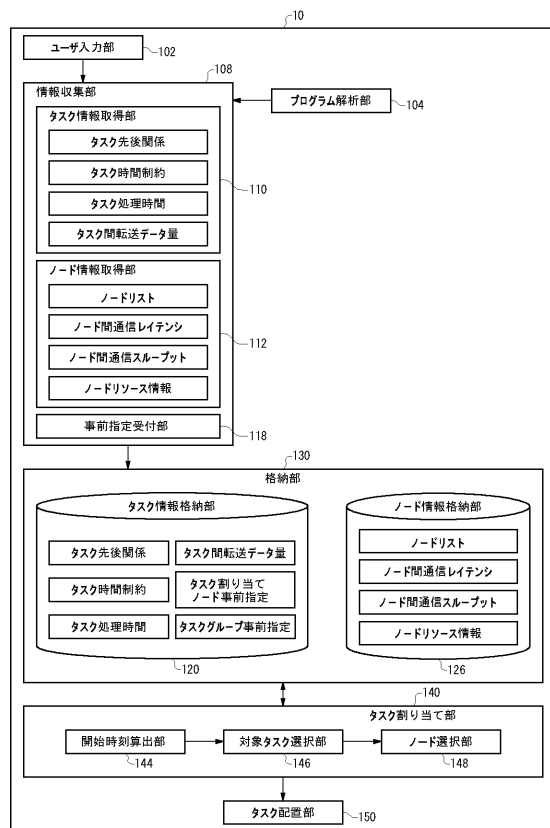 10
ユーザ入力部
102
108
情報収集部
プログラム解析部
104
タスク情報取得部
タスク先後関係
タスク時間制約
タスク処理時間
タスク間転送データ量
110
ノード情報取得部
ノードリスト
ノード間通信レイテンシ
ノード間通信スループット
ノードリソース情報
112
事前指定受付部
118
130
格納部
タスク情報格納部
タスク先後関係
タスク間転送データ量
タスク時間制約
タスク割り当て
ノード事前指定
タスク処理時間
タスクグループ事前指定
120
ノード情報格納部
ノードリスト
ノード間通信レイテンシ
ノード間通信スループット
ノードリソース情報
126
140
タスク割り当て部
開始時刻算出部
対象タスク選択部
ノード選択部
144
146
148
タスク配置部
150